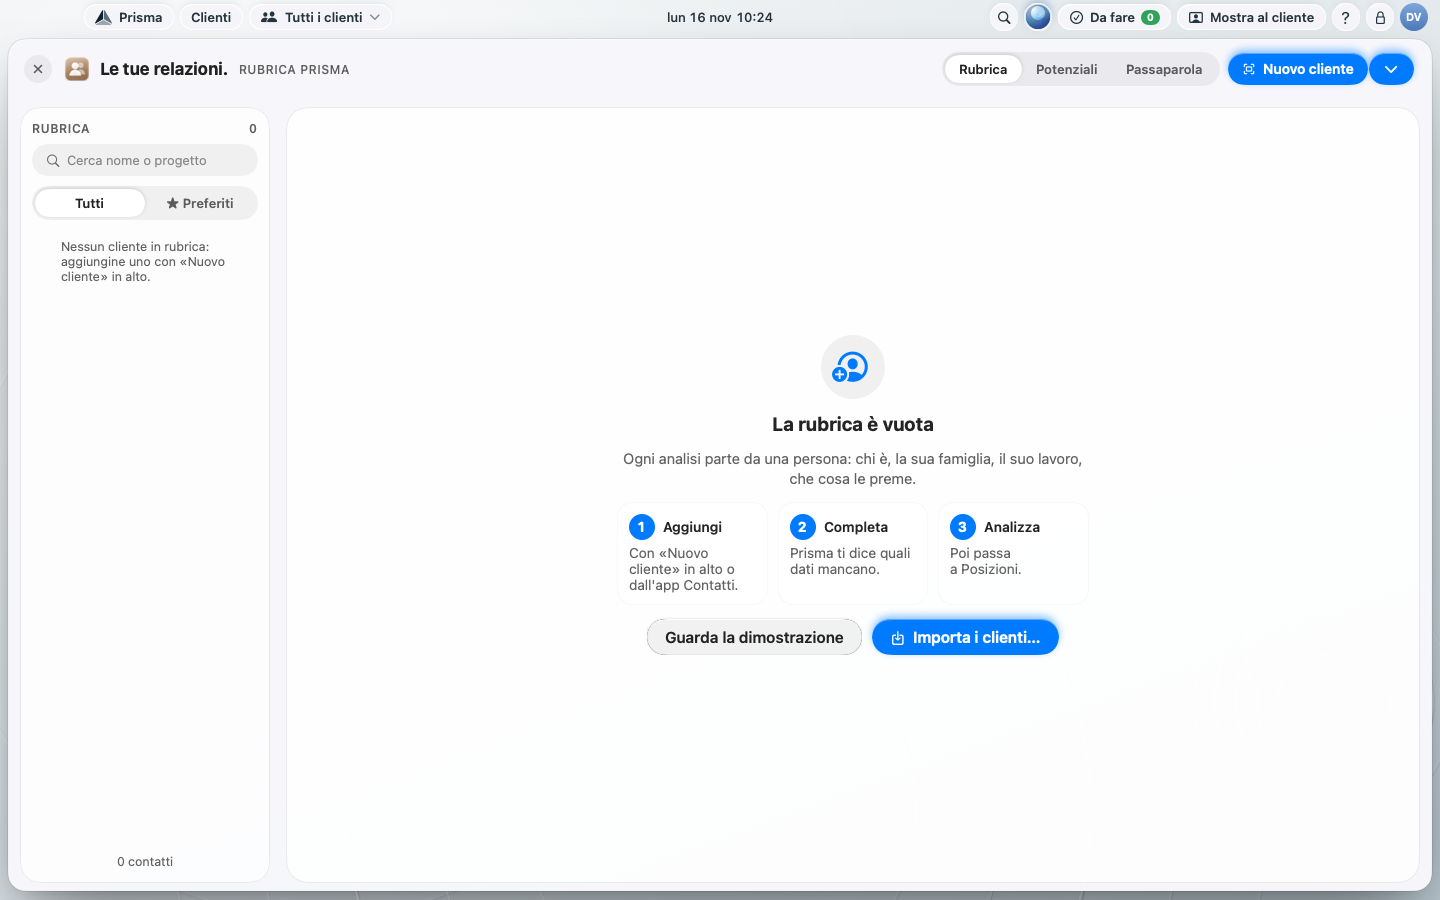 Prisma
Clienti
Tutti i clienti
lun 16 nov 10:24
Da fare 0
Mostra al cliente
?
DV
Le tue relazioni. RUBRICA PRISMA
Rubrica
Potenziali
Passaparola
Nuovo cliente
RUBRICA 0
Cerca nome o progetto
Tutti
Preferiti
Nessun cliente in rubrica:
aggiungine uno con «Nuovo
cliente» in alto.
0 contatti
La rubrica è vuota
Ogni analisi parte da una persona: chi è, la sua famiglia, il suo lavoro,
che cosa le preme.
1 Aggiungi
Con «Nuovo
cliente» in alto o
dall'app Contatti.
2 Completa
Prisma ti dice quali
dati mancano.
3 Analizza
Poi passa
a Posizioni.
Guarda la dimostrazione
Importa i clienti...